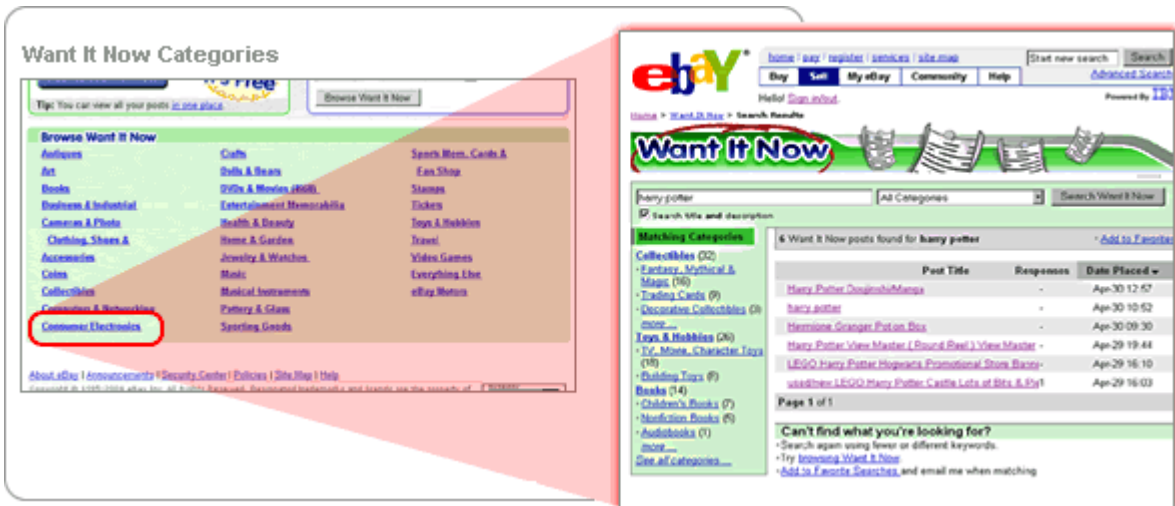 Want It Now Categories
It's Free
Tip: You can view all your posts in one place.
Browse Want It Now
Browse Want It Now
Antiques
Art
Books
Business & Industrial
Cameras & Photo
Clothing, Shoes &
Accessories
Coins
Collectibles
Computers & Networking
Consumer Electronics
Crafts
Dolls & Bears
DVDs & Movies
Entertainment Memorabilia
Health & Beauty
Home & Garden
Jewelry & Watches
Music
Musical Instruments
Pottery & Glass
Sporting Goods
Sports Mem, Cards &
Fan Shop
Stamps
Tickets
Toys & Hobbies
Travel
Video Games
Everything Else
eBay Motors
About eBay | Announcements | Security Center | Policies | Site Map | Help
ebaY
home | pay | register | services | site map
Start new search
Search
Buy Sell My eBay Community Help
Advanced Search
Hello! Sign in/out.
Powered By IBM
Home > Want It Now > Search Results
Want It Now
harry potter
All Categories
Search Want It Now
Search title and description
Matching Categories
Collectibles (32)
· Fantasy, Mythical &
Magic (16)
· Trading Cards (9)
· Decorative Collectibles (3)
more ...
Toys & Hobbies (26)
· TV, Movie, Character Toys
(18)
· Building Toys (6)
Books (14)
· Children's Books (7)
· Nonfiction Books (5)
· Audiobooks (1)
more ...
See all categories ...
6 Want It Now posts found for harry potter
· Add to Favorite
Post Title Responses Date Placed
Harry Potter Doujinshi/Manga - Apr-30 12:57
harry potter - Apr-30 10:52
Hermione Granger Potion Box - Apr-30 09:30
Harry Potter View Master ( Round Reel ) View Master - Apr-29 19:44
LEGO Harry Potter Hogwarts Promotional Store Bann - Apr-29 16:10
used/new LEGO Harry Potter Castle Lots of Bits & 1 Apr-29 16:03
Page 1 of 1
Can't find what you're looking for?
· Search again using fewer or different keywords.
· Try browsing Want It Now.
· Add to Favorite Searches and email me when matching